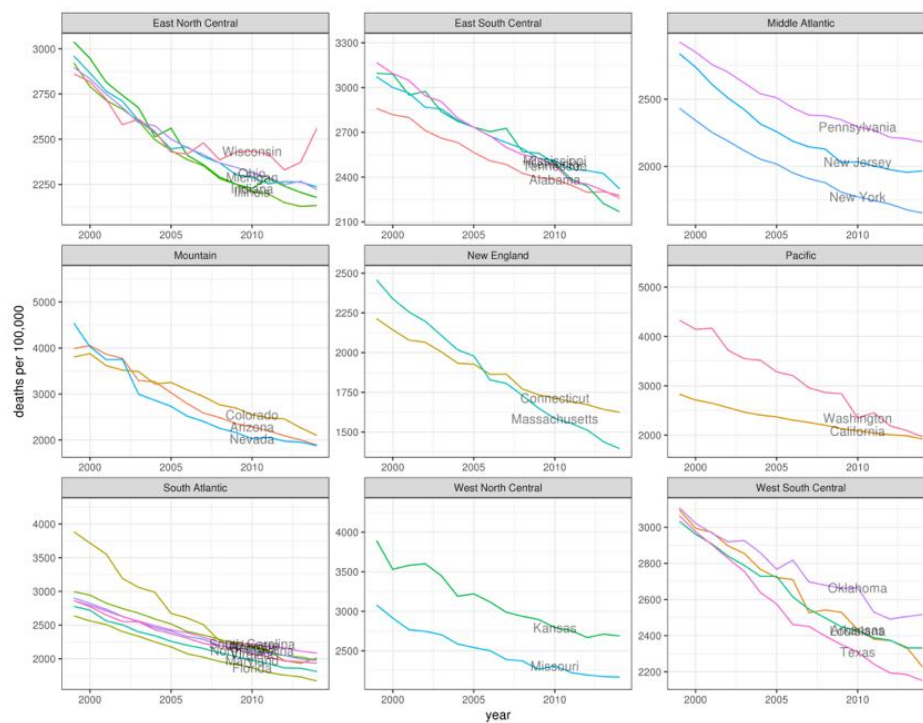 East North Central
East South Central
Middle Atlantic
3000
2750
2500
2250
Wisconsin
Ohio
Michigan
Indiana
Illinois
2000
2005
2010
3300
3000
2700
2400
2100
Mississippi
Tennessee
Alabama
2000
2005
2010
2500
2000
Pennsylvania
New Jersey
New York
2000
2005
2010
Mountain
New England
Pacific
deaths per 100,000
5000
4000
3000
2000
Colorado
Arizona
Nevada
2000
2005
2010
2500
2250
2000
1750
1500
Connecticut
Massachusetts
2000
2005
2010
5000
4000
3000
2000
Washington
California
2000
2005
2010
South Atlantic
West North Central
West South Central
4000
3500
3000
2500
2000
South Carolina
Maryland
Florida
2000
2005
2010
4000
3500
3000
2500
Kansas
Missouri
2000
2005
2010
3000
2800
2600
2400
2200
Oklahoma
Texas
2000
2005
2010
year